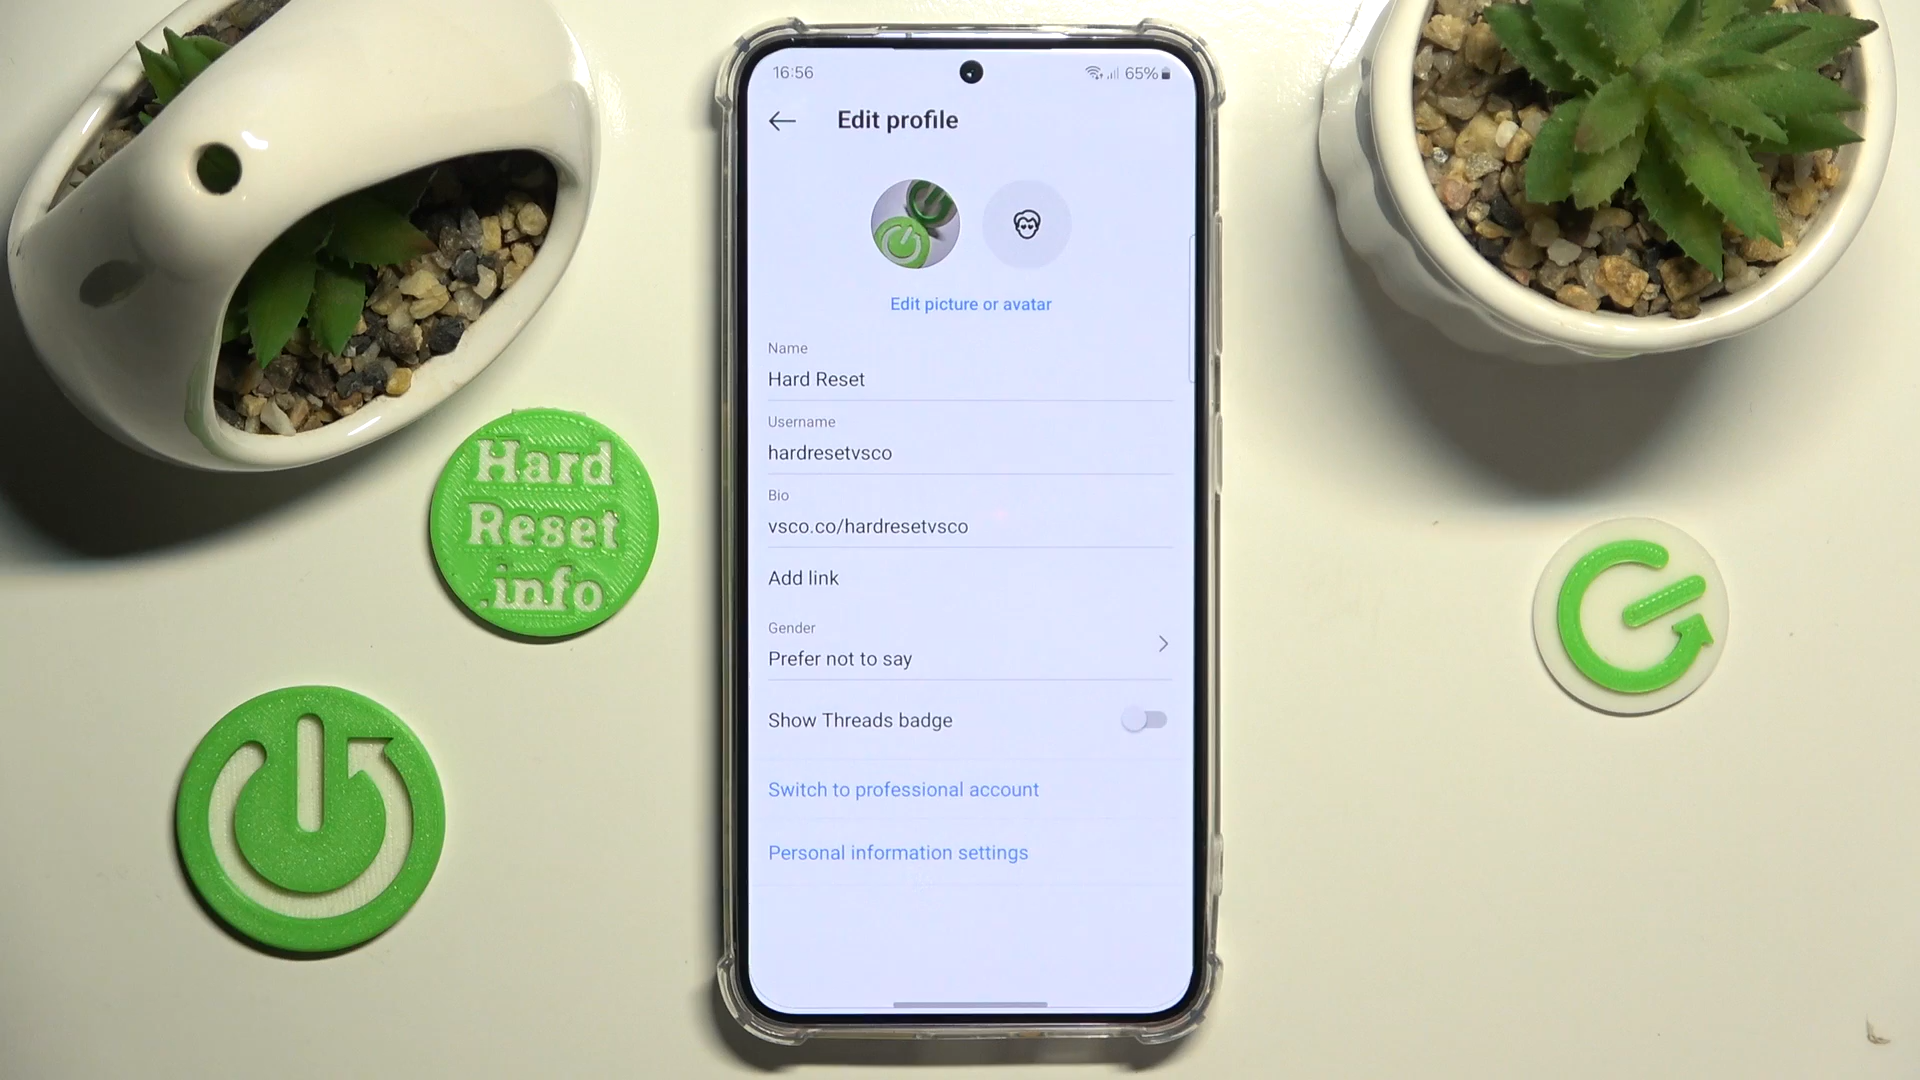 16:56
65%
Edit profile
Edit picture or avatar
Name
Hard Reset
Username
hardresetvsco
Bio
vsco.co/hardresetvsco
Add link
Gender
Prefer not to say
Show Threads badge
Switch to professional account
Personal information settings
Hard
Reset
.info